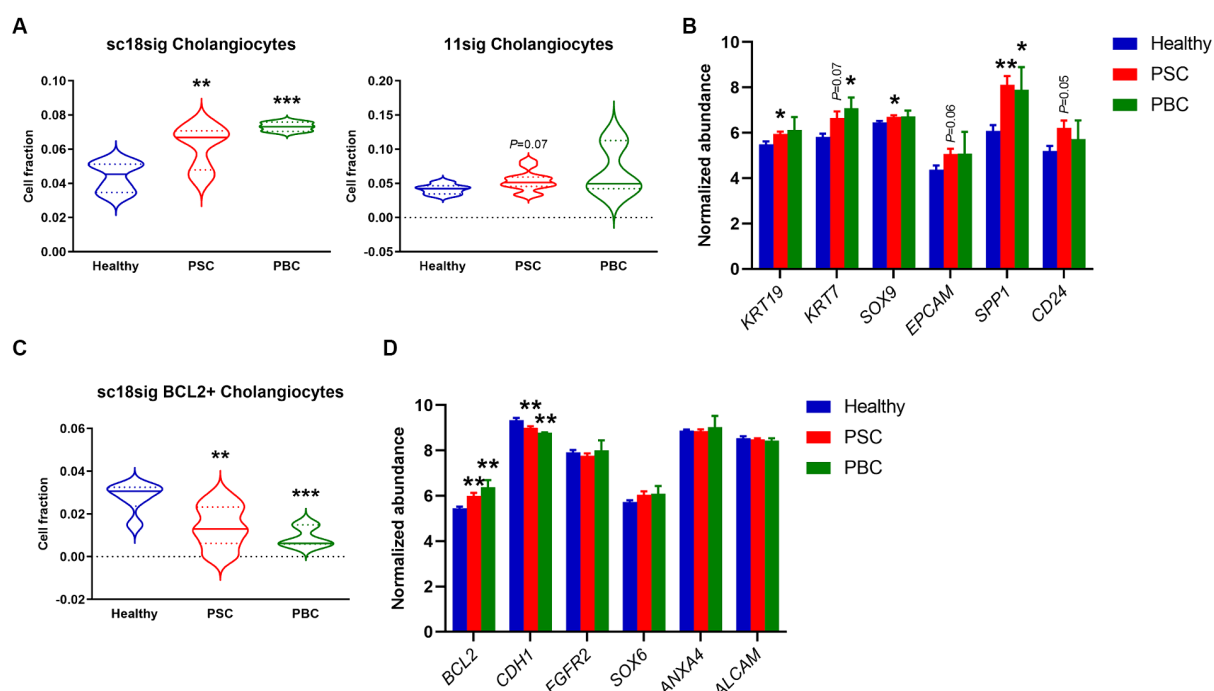 A
sc18sig Cholangiocytes
Cell fraction
0.10
0.08
0.06
0.04
0.02
0.00
**
***
Healthy
PSC
PBC
11sig Cholangiocytes
0.20
0.15
0.10
0.05
0.00
-0.05
P=0.07
Healthy
PSC
PBC
B
Normalized abundance
10
8
6
4
2
0
*
P=0.07
*
*
P=0.06
**
*
P=0.05
KRT19
KRT7
SOX9
EPCAM
SPP1
CD24
Healthy
PSC
PBC
C
sc18sig BCL2+ Cholangiocytes
Cell fraction
0.06
0.04
0.02
0.00
-0.02
**
***
Healthy
PSC
PBC
D
Normalized abundance
10
8
6
4
2
0
**
**
**
**
BCL2
CDH1
FGFR2
SOX6
ANXA4
ALCAM
Healthy
PSC
PBC